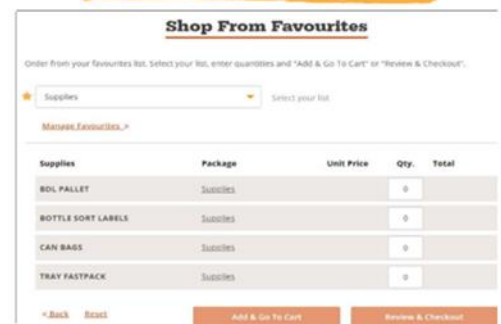 Shop From Favourites
Order from your favourites list. Select your list, enter quantities and "Add & Go To Cart" or "Review & Checkout".
Supplies Select your list
Manage Favourites >
Supplies Package Unit Price Qty. Total
BDL PALLET Supplies 0
BOTTLE SORT LABELS Supplies 0
CAN BAGS Supplies 0
TRAY FASTPACK Supplies 0
< Back Reset Add & Go To Cart Review & Checkout